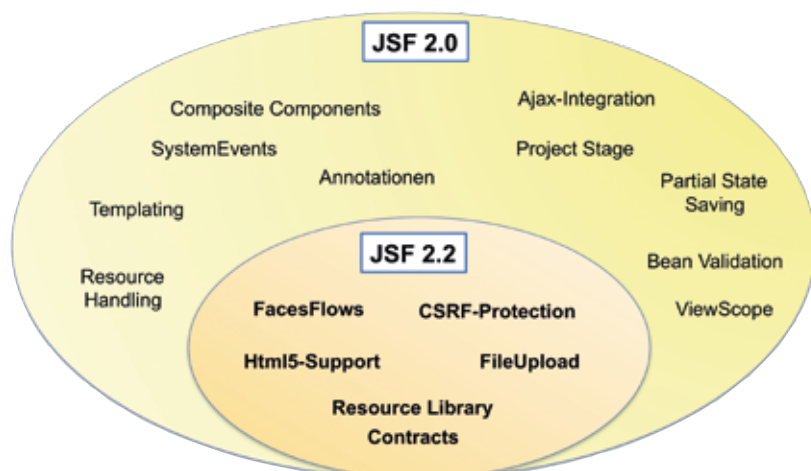 JSF 2.0
Composite Components
Ajax-Integration
SystemEvents
Project Stage
Annotationen
Partial State
Saving
Templating
JSF 2.2
Bean Validation
Resource
Handling
FacesFlows
CSRF-Protection
ViewScope
Html5-Support
FileUpload
Resource Library
Contracts